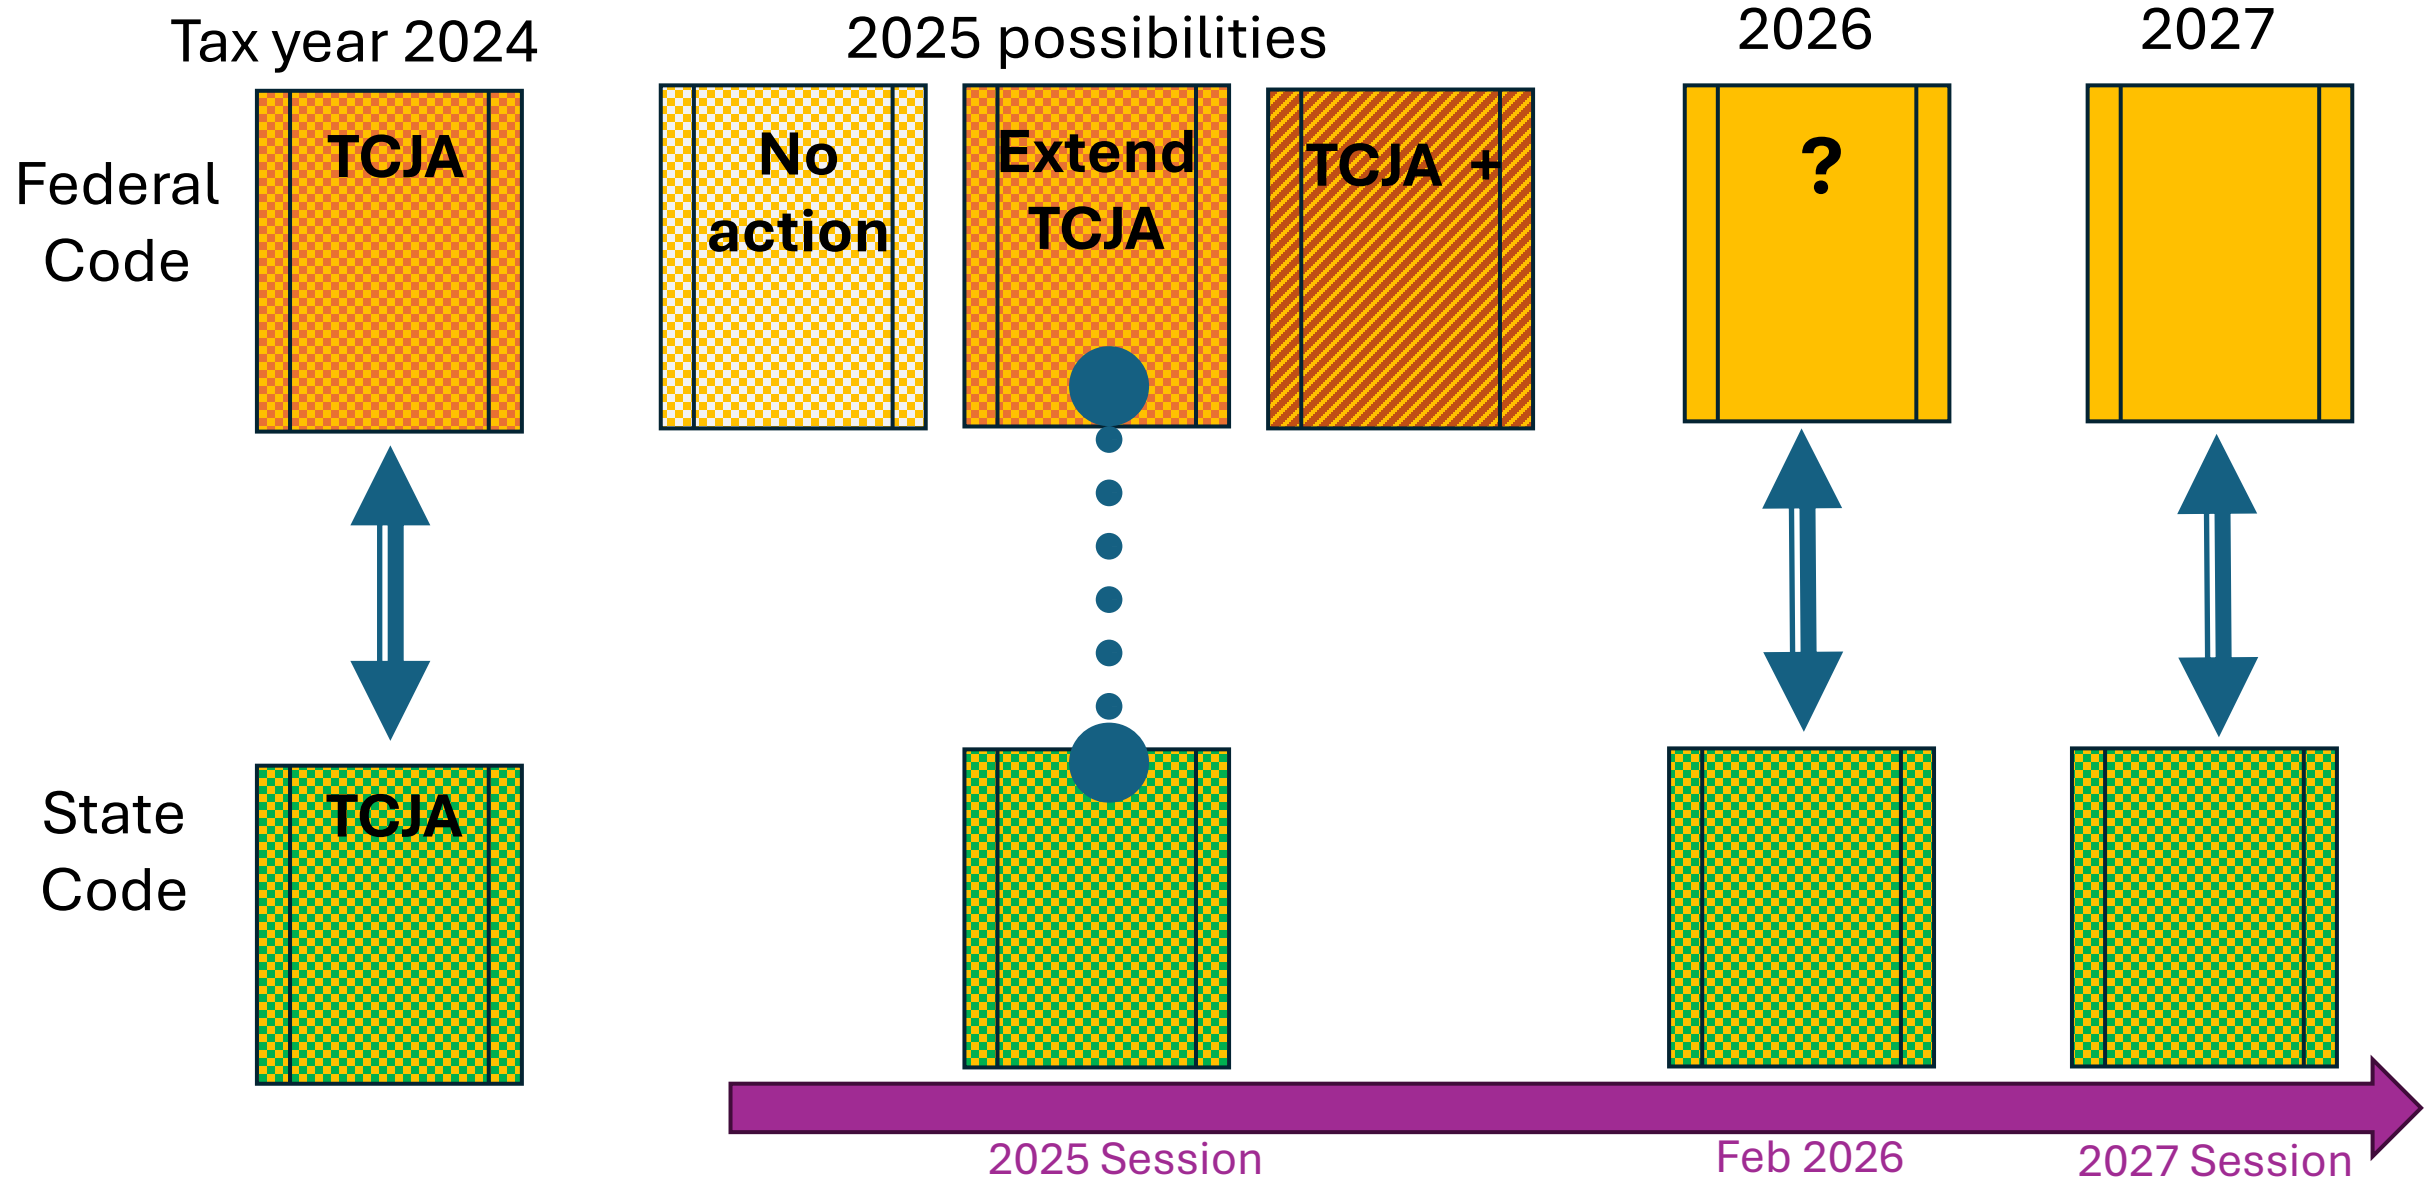 Tax year 2024
2025 possibilities
2026
2027
Federal
Code
TCJA
No
action
Extend
TCJA
TCJA +
?
State
Code
TCJA
2025 Session
Feb 2026
2027 Session